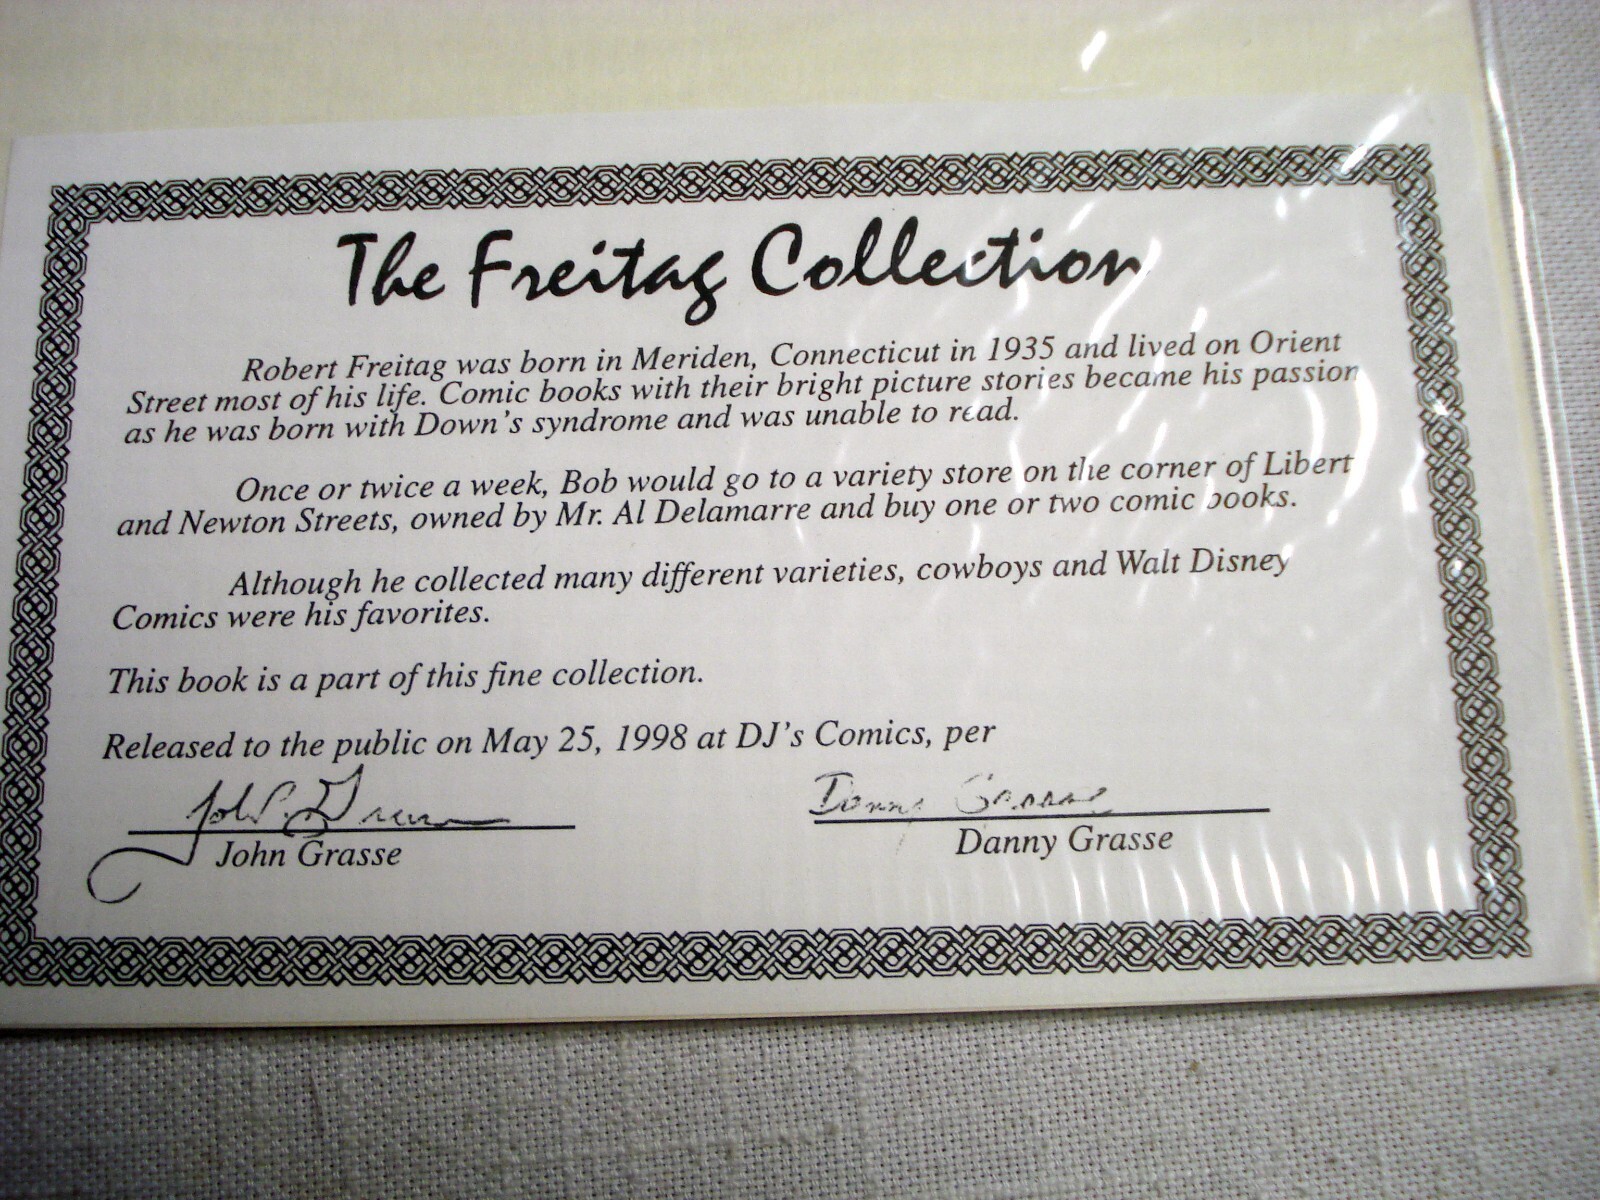 The Freitag Collection
Robert Freitag was born in Meriden, Connecticut in 1935 and lived on Orient
Street most of his life. Comic books with their bright picture stories became his passion
as he was born with Down's syndrome and was unable to read.
Once or twice a week, Bob would go to a variety store on the corner of Libert
and Newton Streets, owned by Mr. Al Delamarre and buy one or two comic books.
Although he collected many different varieties, cowboys and Walt Disney
Comics were his favorites.
This book is a part of this fine collection.
Released to the public on May 25, 1998 at DJ's Comics, per
Danny Grasse
John Grasse
Danny Grasse